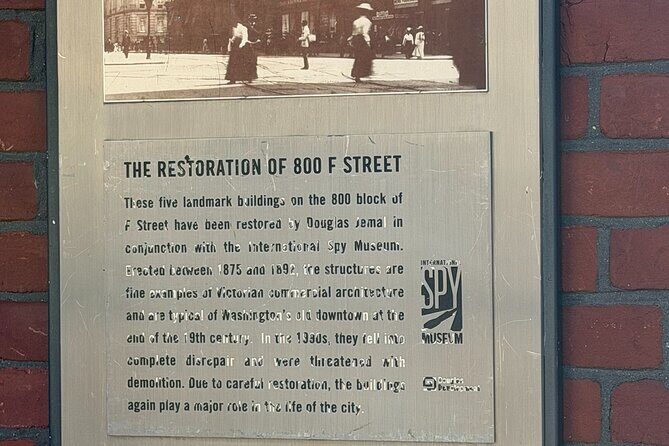 THE RESTORATION OF 800 F STREET
These five landmark buildings on the 800 block of
F Street have been restored by Douglas Jemal in
conjunction with the International Spy Museum.
Erected between 1875 and 1892, the structures are
fine examples of Victorian commercial architecture
and are typical of Washington's old downtown at the
end of the 19th century. In the 1990s, they fell into
complete disrepair and were threatened with
demolition. Due to careful restoration, the buildings
again play a major role in the life of the city.
INTERNATIONAL
SPY
MUSEUM
Douglas